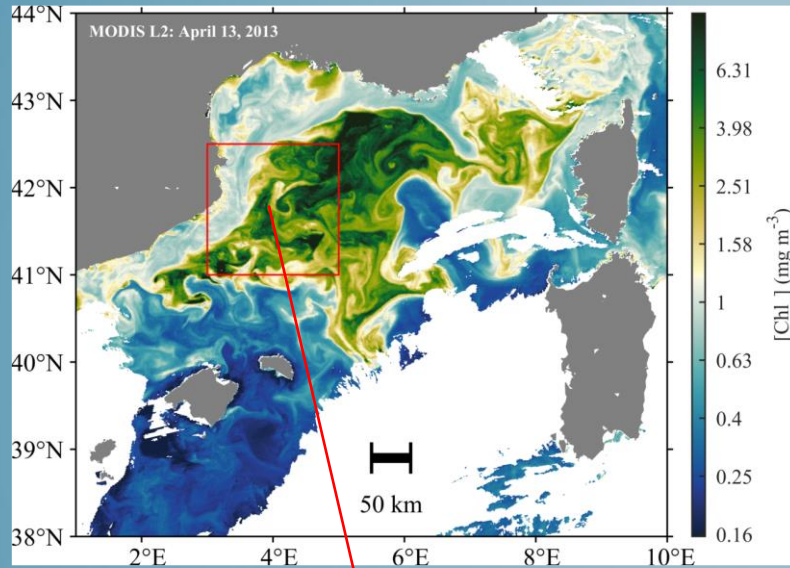 44°N
MODIS L2: April 13, 2013
43°N
42°N
41°N
40°N
39°N
38°N
50 km
2°E
4°E
6°E
8°E
10°E
6.31
3.98
2.51
1.58
1
0.63
0.4
0.25
0.16
[Chl ] (mg m⁻³)